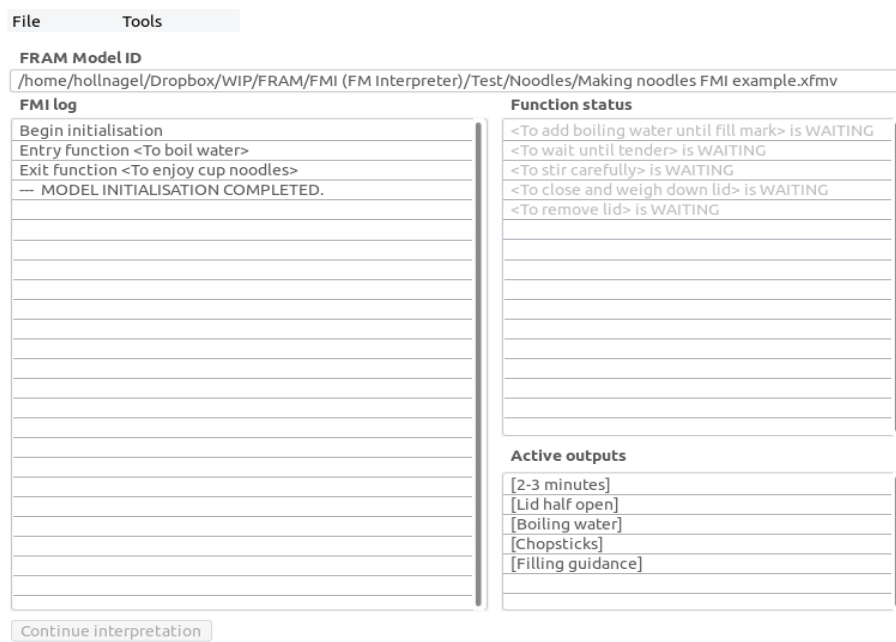 File Tools
FRAM Model ID
/home/hollnagel/Dropbox/WIP/FRAM/FMI (FM Interpreter)/Test/Noodles/Making noodles FMI example.xfmv
FMI log
Begin initialisation
Entry function <To boil water>
Exit function <To enjoy cup noodles>
--- MODEL INITIALISATION COMPLETED.
Function status
<To add boiling water until fill mark> is WAITING
<To wait until tender> is WAITING
<To stir carefully> is WAITING
<To close and weigh down lid> is WAITING
<To remove lid> is WAITING
Active outputs
[2-3 minutes]
[Lid half open]
[Boiling water]
[Chopsticks]
[Filling guidance]
Continue interpretation